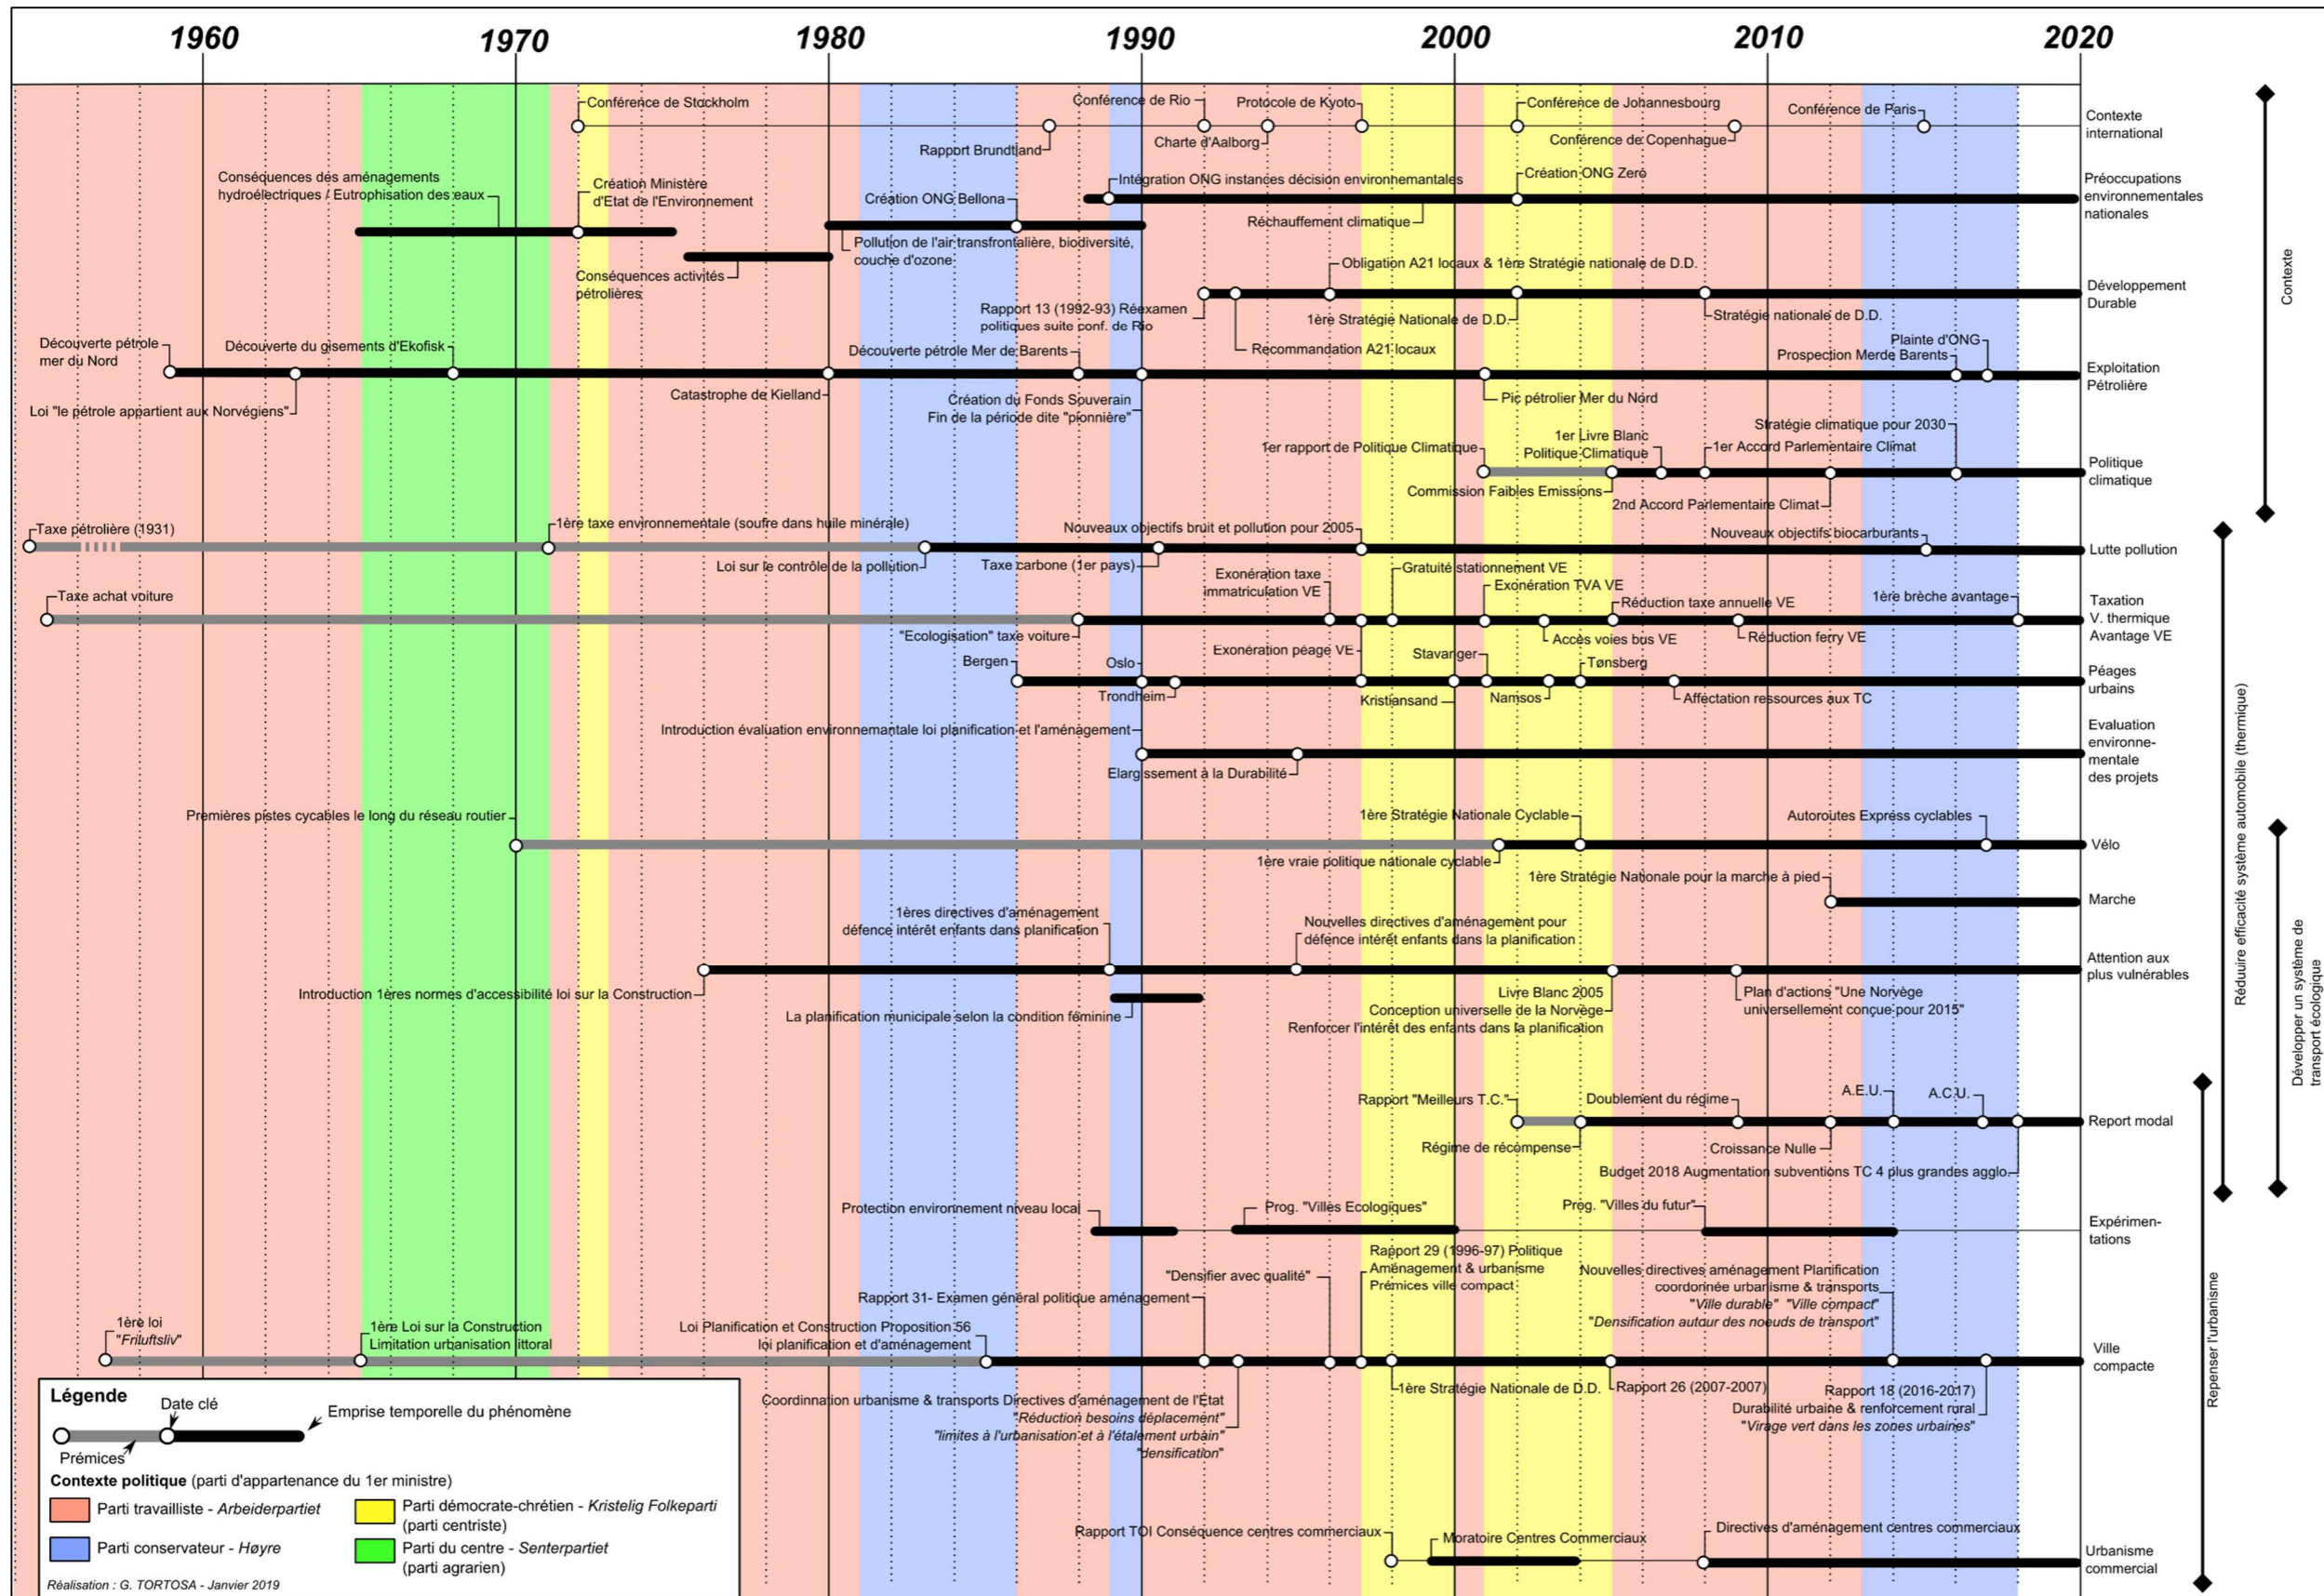 1960
1970
1980
1990
2000
2010
2020
Conférence de Stockholm
Rapport Brundtland
Conférence de Rio
Charte d'Aalborg
Protocole de Kyoto
Conférence de Johannesbourg
Conférence de Copenhague
Conférence de Paris
Contexte
international
Conséquences des aménagements
hydroélectriques / Eutrophisation des eaux
Création Ministère
d'Etat de l'Environnement
Conséquences activités
pétrolières
Création ONG Bellona
Pollution de l'air transfrontalière, biodiversité,
couche d'ozone
Intégration ONG instances décision environnemantales
Réchauffement climatique
Création ONG Zero
Préoccupations
environnementales
nationales
Rapport 13 (1992-93) Réexamen
politiques suite conf. de Rio
Recommandation A21 locaux
Obligation A21 locaux & 1ère Stratégie nationale de D.D.
1ère Stratégie Nationale de D.D.
Stratégie nationale de D.D.
Développement
Durable
Découverte pétrole
mer du Nord
Loi "le pétrole appartient aux Norvégiens"
Découverte du gisements d'Ekofisk
Catastrophe de Kielland
Découverte pétrole Mer de Barents
Création du Fonds Souverain
Fin de la période dite "pionnière"
Pic pétrolier Mer du Nord
Prospection Merde Barents
Plainte d'ONG
Exploitation
Pétrolière
1er rapport de Politique Climatique
Commission Faibles Emissions
1er Livre Blanc
Politique Climatique
1er Accord Parlementaire Climat
2nd Accord Parlementaire Climat
Stratégie climatique pour 2030
Politique
climatique
Taxe pétrolière (1931)
1ère taxe environnementale (soufre dans huile minérale)
Loi sur le contrôle de la pollution
Taxe carbone (1er pays)
Nouveaux objectifs bruit et pollution pour 2005
Nouveaux objectifs biocarburants
Lutte pollution
Taxe achat voiture
"Ecologisation" taxe voiture
Exonération taxe
immatriculation VE
Exonération péage VE
Gratuité stationnement VE
Exonération TVA VE
Accès voies bus VE
Réduction taxe annuelle VE
Réduction ferry VE
1ère brèche avantage
Taxation
V. thermique
Avantage VE
Bergen
Oslo
Trondheim
Kristiansand
Stavanger
Namsos
Tønsberg
Afféctation ressources aux TC
Péages
urbains
Introduction évaluation environnemantale loi planification et l'aménagement
Elargissement à la Durabilité
Evaluation
environne-
mentale
des projets
Premières pistes cycables le long du réseau routier
1ère vraie politique nationale cyclable
1ère Stratégie Nationale Cyclable
Autoroutes Express cyclables
Vélo
1ère Stratégie Nationale pour la marche à pied
Marche
Introduction 1ères normes d'accessibilité loi sur la Construction
1ères directives d'aménagement
défence intérêt enfants dans planification
La planification municipale selon la condition féminine
Nouvelles directives d'aménagement pour
défence intérêt enfants dans la planification
Livre Blanc 2005
Conception universelle de la Norvège
Renforcer l'intérêt des enfants dans la planification
Plan d'actions "Une Norvège
universellement conçue pour 2015"
Attention aux
plus vulnérables
Rapport "Meilleurs T.C."
Régime de récompense
Doublement du régime
Croissance Nulle
A.E.U.
A.C.U.
Budget 2018 Augmentation subventions TC 4 plus grandes agglo.
Report modal
Protection environnement niveau local
Prog. "Villes Ecologiques"
Prog. "Villes du futur"
Expérimen-
tations
1ère loi
"Friluftsliv"
1ère Loi sur la Construction
Limitation urbanisation littoral
Loi Planification et Construction Proposition 56
loi planification et d'aménagement
Rapport 31- Examen général politique aménagement
Coordinnation urbanisme & transports Directives d'aménagement de l'Etat
"Réduction besoins déplacement"
"limites à l'urbanisation et à l'étalement urbain"
"densification"
"Densifier avec qualité"
Rapport 29 (1996-97) Politique
Aménagement & urbanisme
Prémices ville compact
1ère Stratégie Nationale de D.D.
Rapport 26 (2007-2007)
Nouvelles directives aménagement Planification
coordonnée urbanisme & transports
"Ville durable" "Ville compact"
"Densification autour des noeuds de transport"
Rapport 18 (2016-2017)
Durabilité urbaine & renforcement rural
"Virage vert dans les zones urbaines"
Ville
compacte
Rapport TOI Conséquence centres commerciaux
Moratoire Centres Commerciaux
Directives d'aménagement centres commerciaux
Urbanisme
commercial
Contexte
Réduuire efficacité système automobile (thermique)
Développer un système de
transport écologique
Repenser l'urbanisme
Légende
Date clé
Emprise temporelle du phénomène
Prémices
Contexte politique (parti d'appartenance du 1er ministre)
Parti travailliste - Arbeiderpartiet
Parti conservateur - Høyre
Parti démocrate-chrétien - Kristelig Folkeparti
(parti centriste)
Parti du centre - Senterpartiet
(parti agrarien)
Réalisation : G. TORTOSA - Janvier 2019